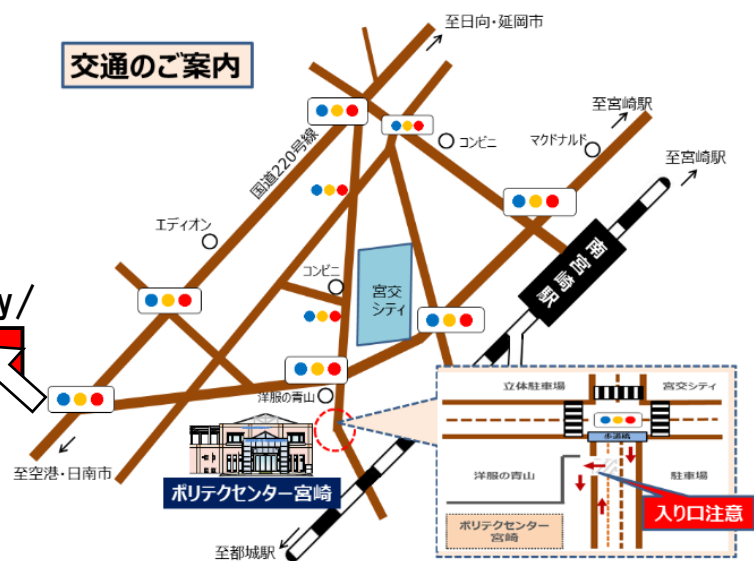 交通のご案内
至日向・延岡市
至宮崎駅
マクドナルド
コンビニ
至宮崎駅
国道220号線
エディオン
南宮崎駅
コンビニ
宮交
シティ
y/
洋服の青山
ポリテクセンター宮崎
至空港・日南市
至都城駅
立体駐車場
宮交シティ
歩道橋
洋服の青山
駐車場
入り口注意
ポリテクセンター
宮崎